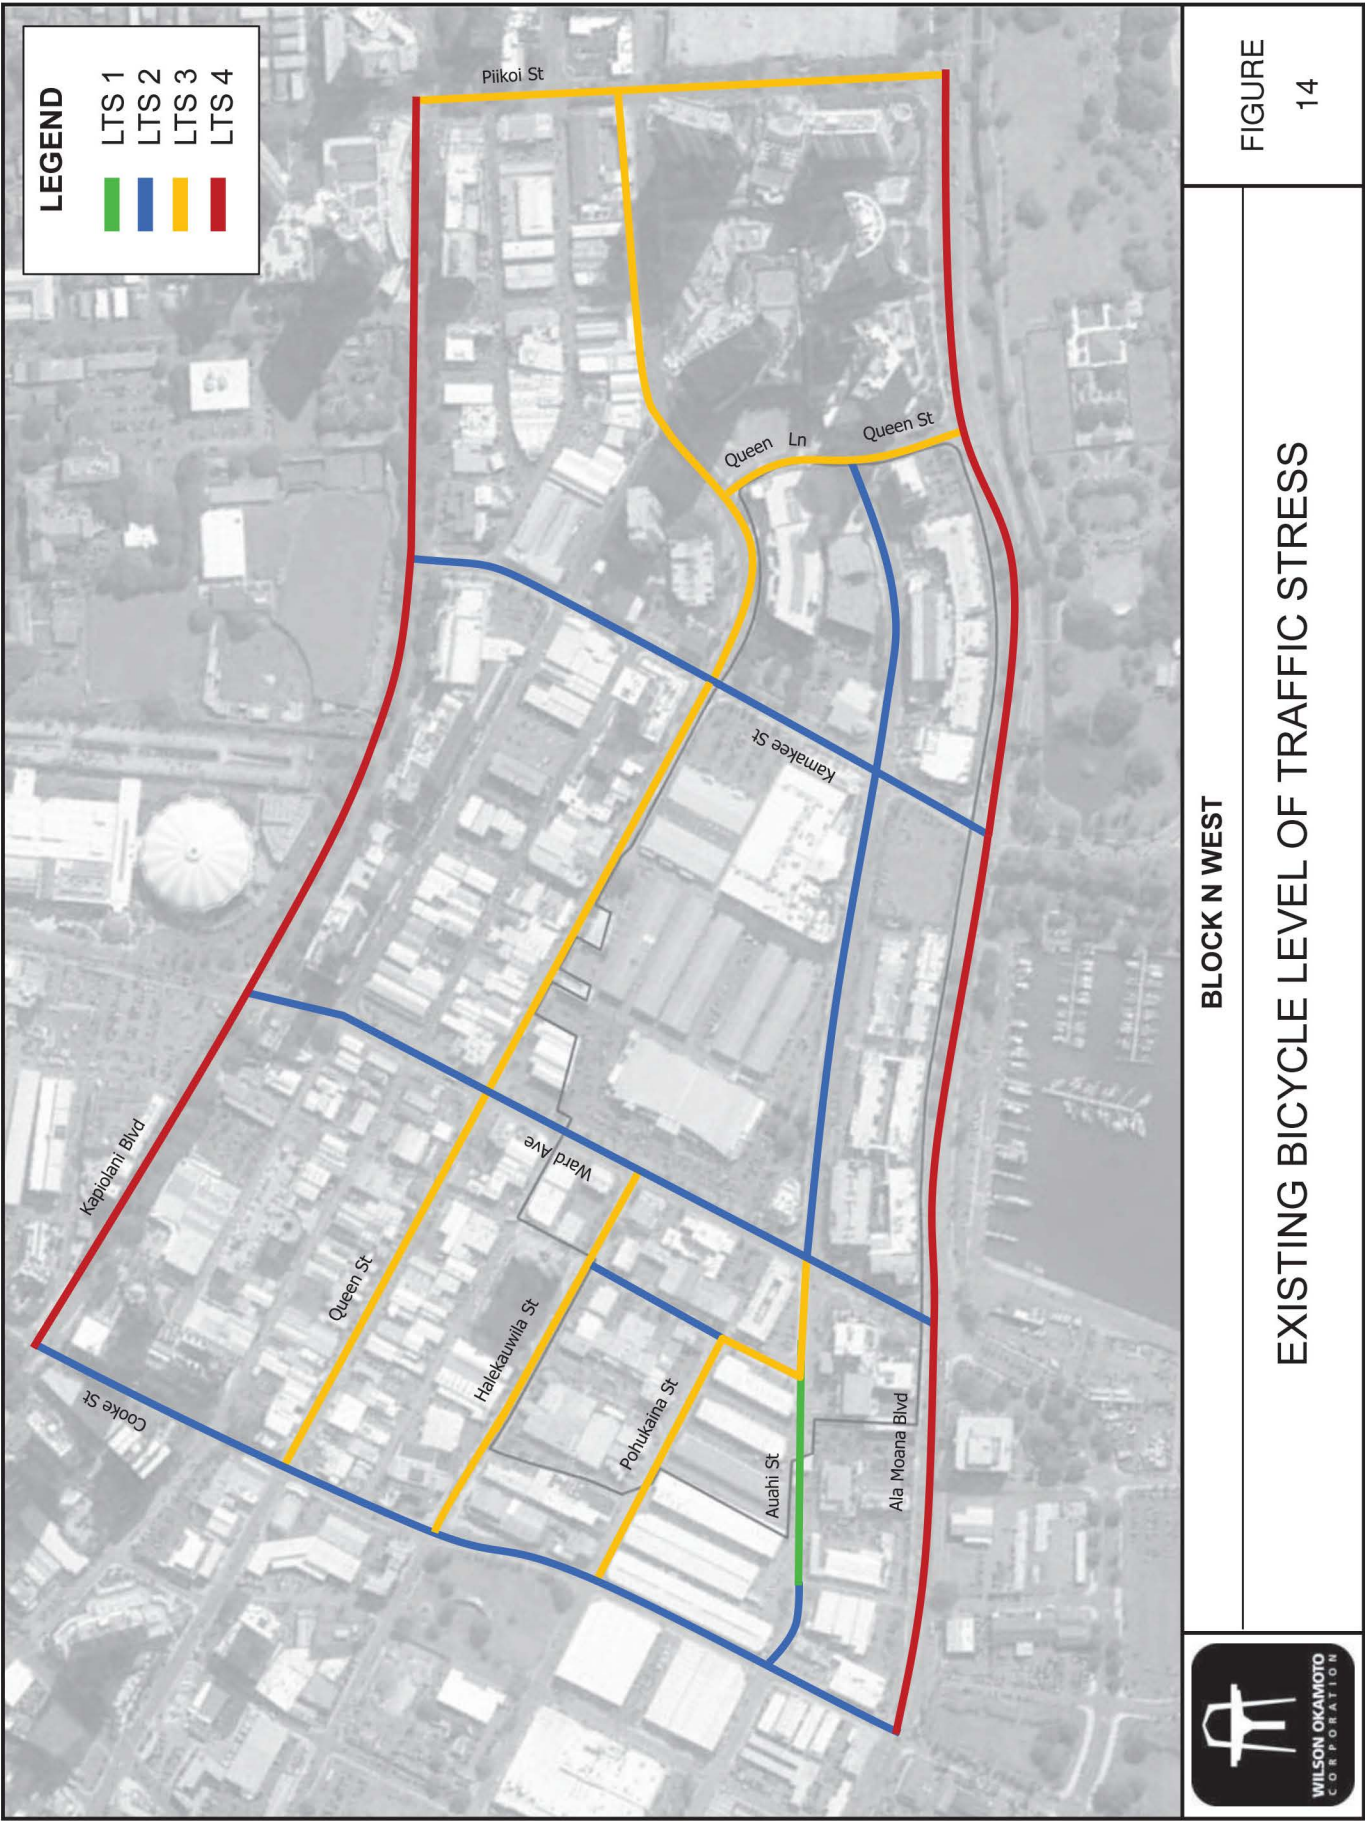 LEGEND
LTS 1
LTS 2
LTS 3
LTS 4
Piikoi St
Queen Ln
Queen St
Kamakee St
Kapiolani Blvd
Ward Ave
Queen St
Halekauwila St
Cooke St
Pohukaina St
Auahi St
Ala Moana Blvd
WILSON OKAMOTO
CORPORATION
BLOCK N WEST
EXISTING BICYCLE LEVEL OF TRAFFIC STRESS
FIGURE
14